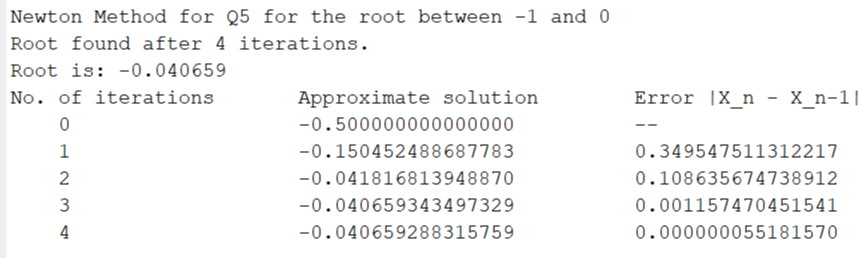 Newton Method for Q5 for the root between -1 and 0
Root found after 4 iterations.
Root is: -0.040659
No. of iterations Approximate solution Error |X_n - X_n-1|
0 -0.500000000000000 --
1 -0.150452488687783 0.349547511312217
2 -0.041816813948870 0.108635674738912
3 -0.040659343497329 0.001157470451541
4 -0.040659288315759 0.000000055181570